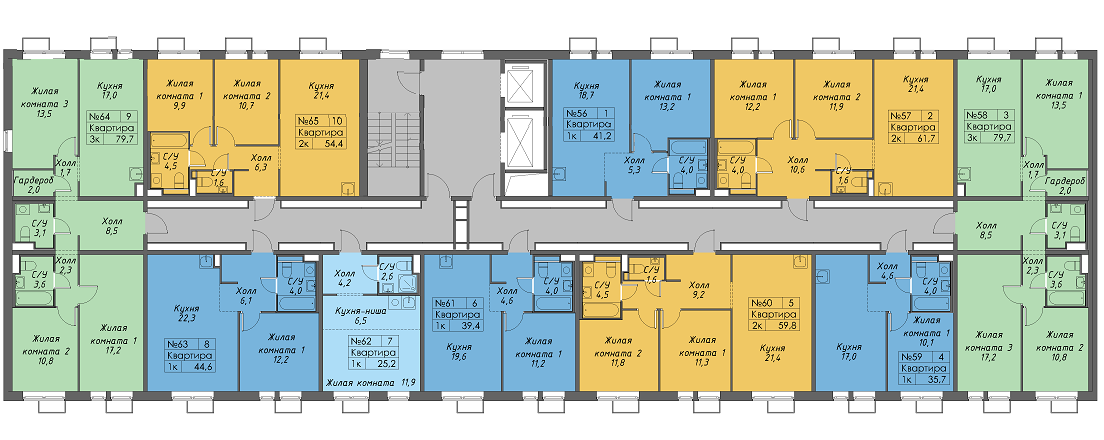 Жилая
комната 3
13,5
Кухня
17,0
№64 9
Квартира
3к 79,7
Холл
1,7
Гардероб
2,0
С/У
3,1
Холл
8,5
Холл
2,3
С/У
3,6
Жилая
комната 2
10,8
Жилая
комната 1
17,2
Жилая
комната 1
9,9
Жилая
комната 2
10,7
Кухня
21,4
№65 10
Квартира
2к 54,4
С/У
4,5
С/У
1,6
Холл
6,3
Кухня
18,7
№56 1
Квартира
1к 41,2
Жилая
комната 1
13,2
Холл
5,3
С/У
4,0
Жилая
комната 1
12,2
Жилая
комната 2
11,9
Кухня
21,4
№57 2
Квартира
2к 61,7
С/У
4,0
Холл
10,6
С/У
1,6
Кухня
17,0
№58 3
Квартира
3к 79,7
Жилая
комната 1
13,5
Холл
1,7
Гардероб
2,0
Холл
8,5
С/У
3,1
Холл
2,3
С/У
3,6
Жилая
комната 3
17,2
Жилая
комната 2
10,8
Кухня
22,3
№63 8
Квартира
1к 44,6
Холл
6,1
С/У
4,0
Жилая
комната 1
12,2
Холл
4,2
С/У
2,6
Кухня-ниша
6,5
№62 7
Квартира
1к 25,2
Жилая комната 11,9
№61 6
Квартира
1к 39,4
Кухня
19,6
Холл
4,6
С/У
4,0
Жилая
комната 1
11,2
С/У
4,5
С/У
1,6
Холл
9,2
Жилая
комната 2
11,8
Жилая
комната 1
11,3
№60 5
Квартира
2к 59,8
Кухня
21,4
Кухня
17,0
Холл
4,6
С/У
4,0
Жилая
комната 1
10,1
№59 4
Квартира
1к 35,7